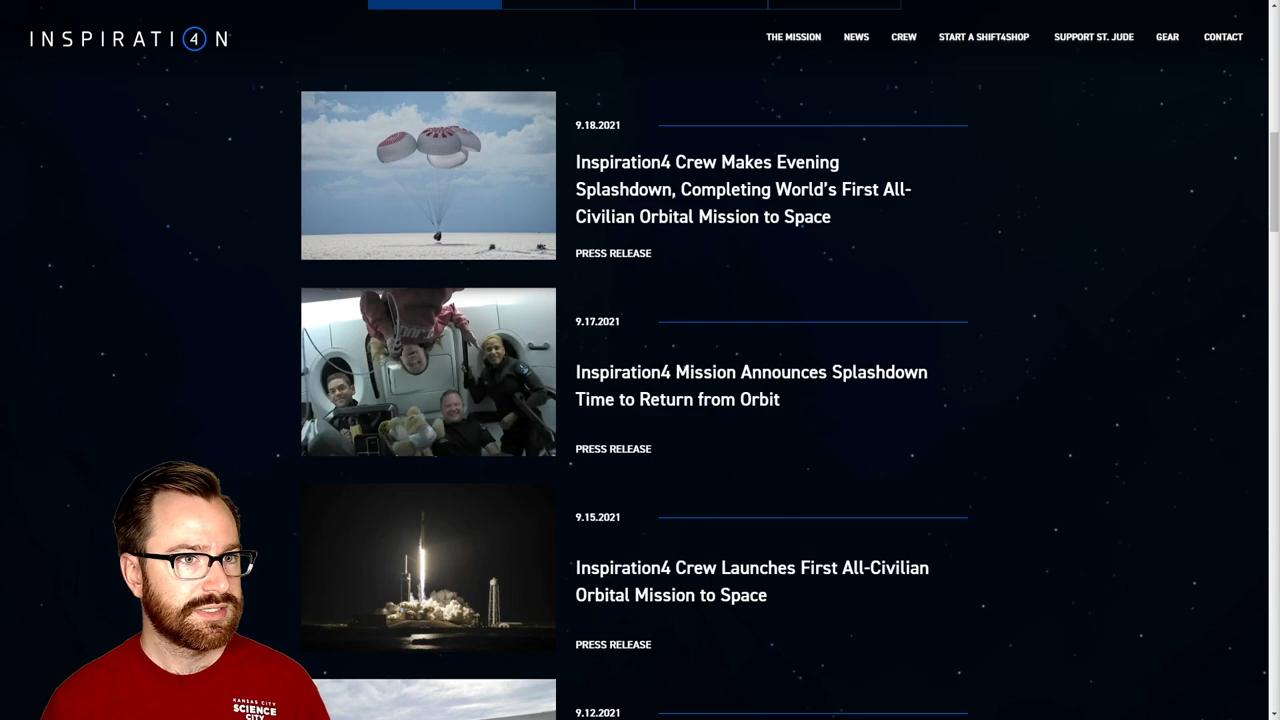 INSPIRATI4N
THE MISSION
NEWS
CREW
START A SHIFT4SHOP
SUPPORT ST. JUDE
GEAR
CONTACT
9.18.2021
Inspiration4 Crew Makes Evening
Splashdown, Completing World's First All-
Civilian Orbital Mission to Space
PRESS RELEASE
9.17.2021
Inspiration4 Mission Announces Splashdown
Time to Return from Orbit
PRESS RELEASE
9.15.2021
Inspiration4 Crew Launches First All-Civilian
Orbital Mission to Space
PRESS RELEASE
9.12.2021
KANSAS CITY
SCIENCE
CITY